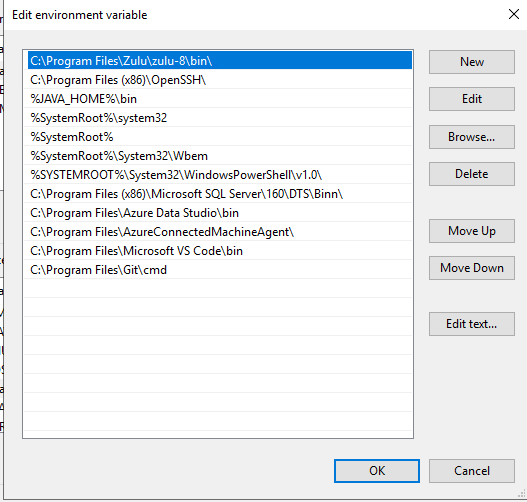 Edit environment variable
C:\Program Files\Zulu\zulu-8\bin\
C:\Program Files (x86)\OpenSSH\
%JAVA_HOME%\bin
%SystemRoot%\system32
%SystemRoot%
%SystemRoot%\System32\Wbem
%SYSTEMROOT%\System32\WindowsPowerShell\v1.0\
C:\Program Files (x86)\Microsoft SQL Server\160\DTS\Binn\
C:\Program Files\Azure Data Studio\bin
C:\Program Files\AzureConnectedMachineAgent\
C:\Program Files\Microsoft VS Code\bin
C:\Program Files\Git\cmd
New
Edit
Browse...
Delete
Move Up
Move Down
Edit text...
OK
Cancel